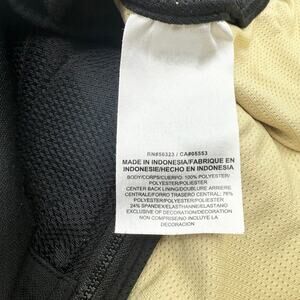 RN#56323 / CA#05553
MADE IN INDONESIA/FABRIQUE EN
INDONESIE/HECHO EN INDONESIA
BODY/CORPS/CUERPO: 100% POLYESTER/
POLYESTER/POLIESTER
CENTER BACK LINING/DOUBLURE ARRIERE
CENTRALE/FORRO TRASERO CENTRAL: 76%
POLYESTER/POLYESTER/POLIESTER
24% SPANDEX/ELASTHANNE/ELASTANO
EXCLUSIVE OF DECORATION/DECORATION
NON COMPRISE/NO INCLUYE LA
DECORACION